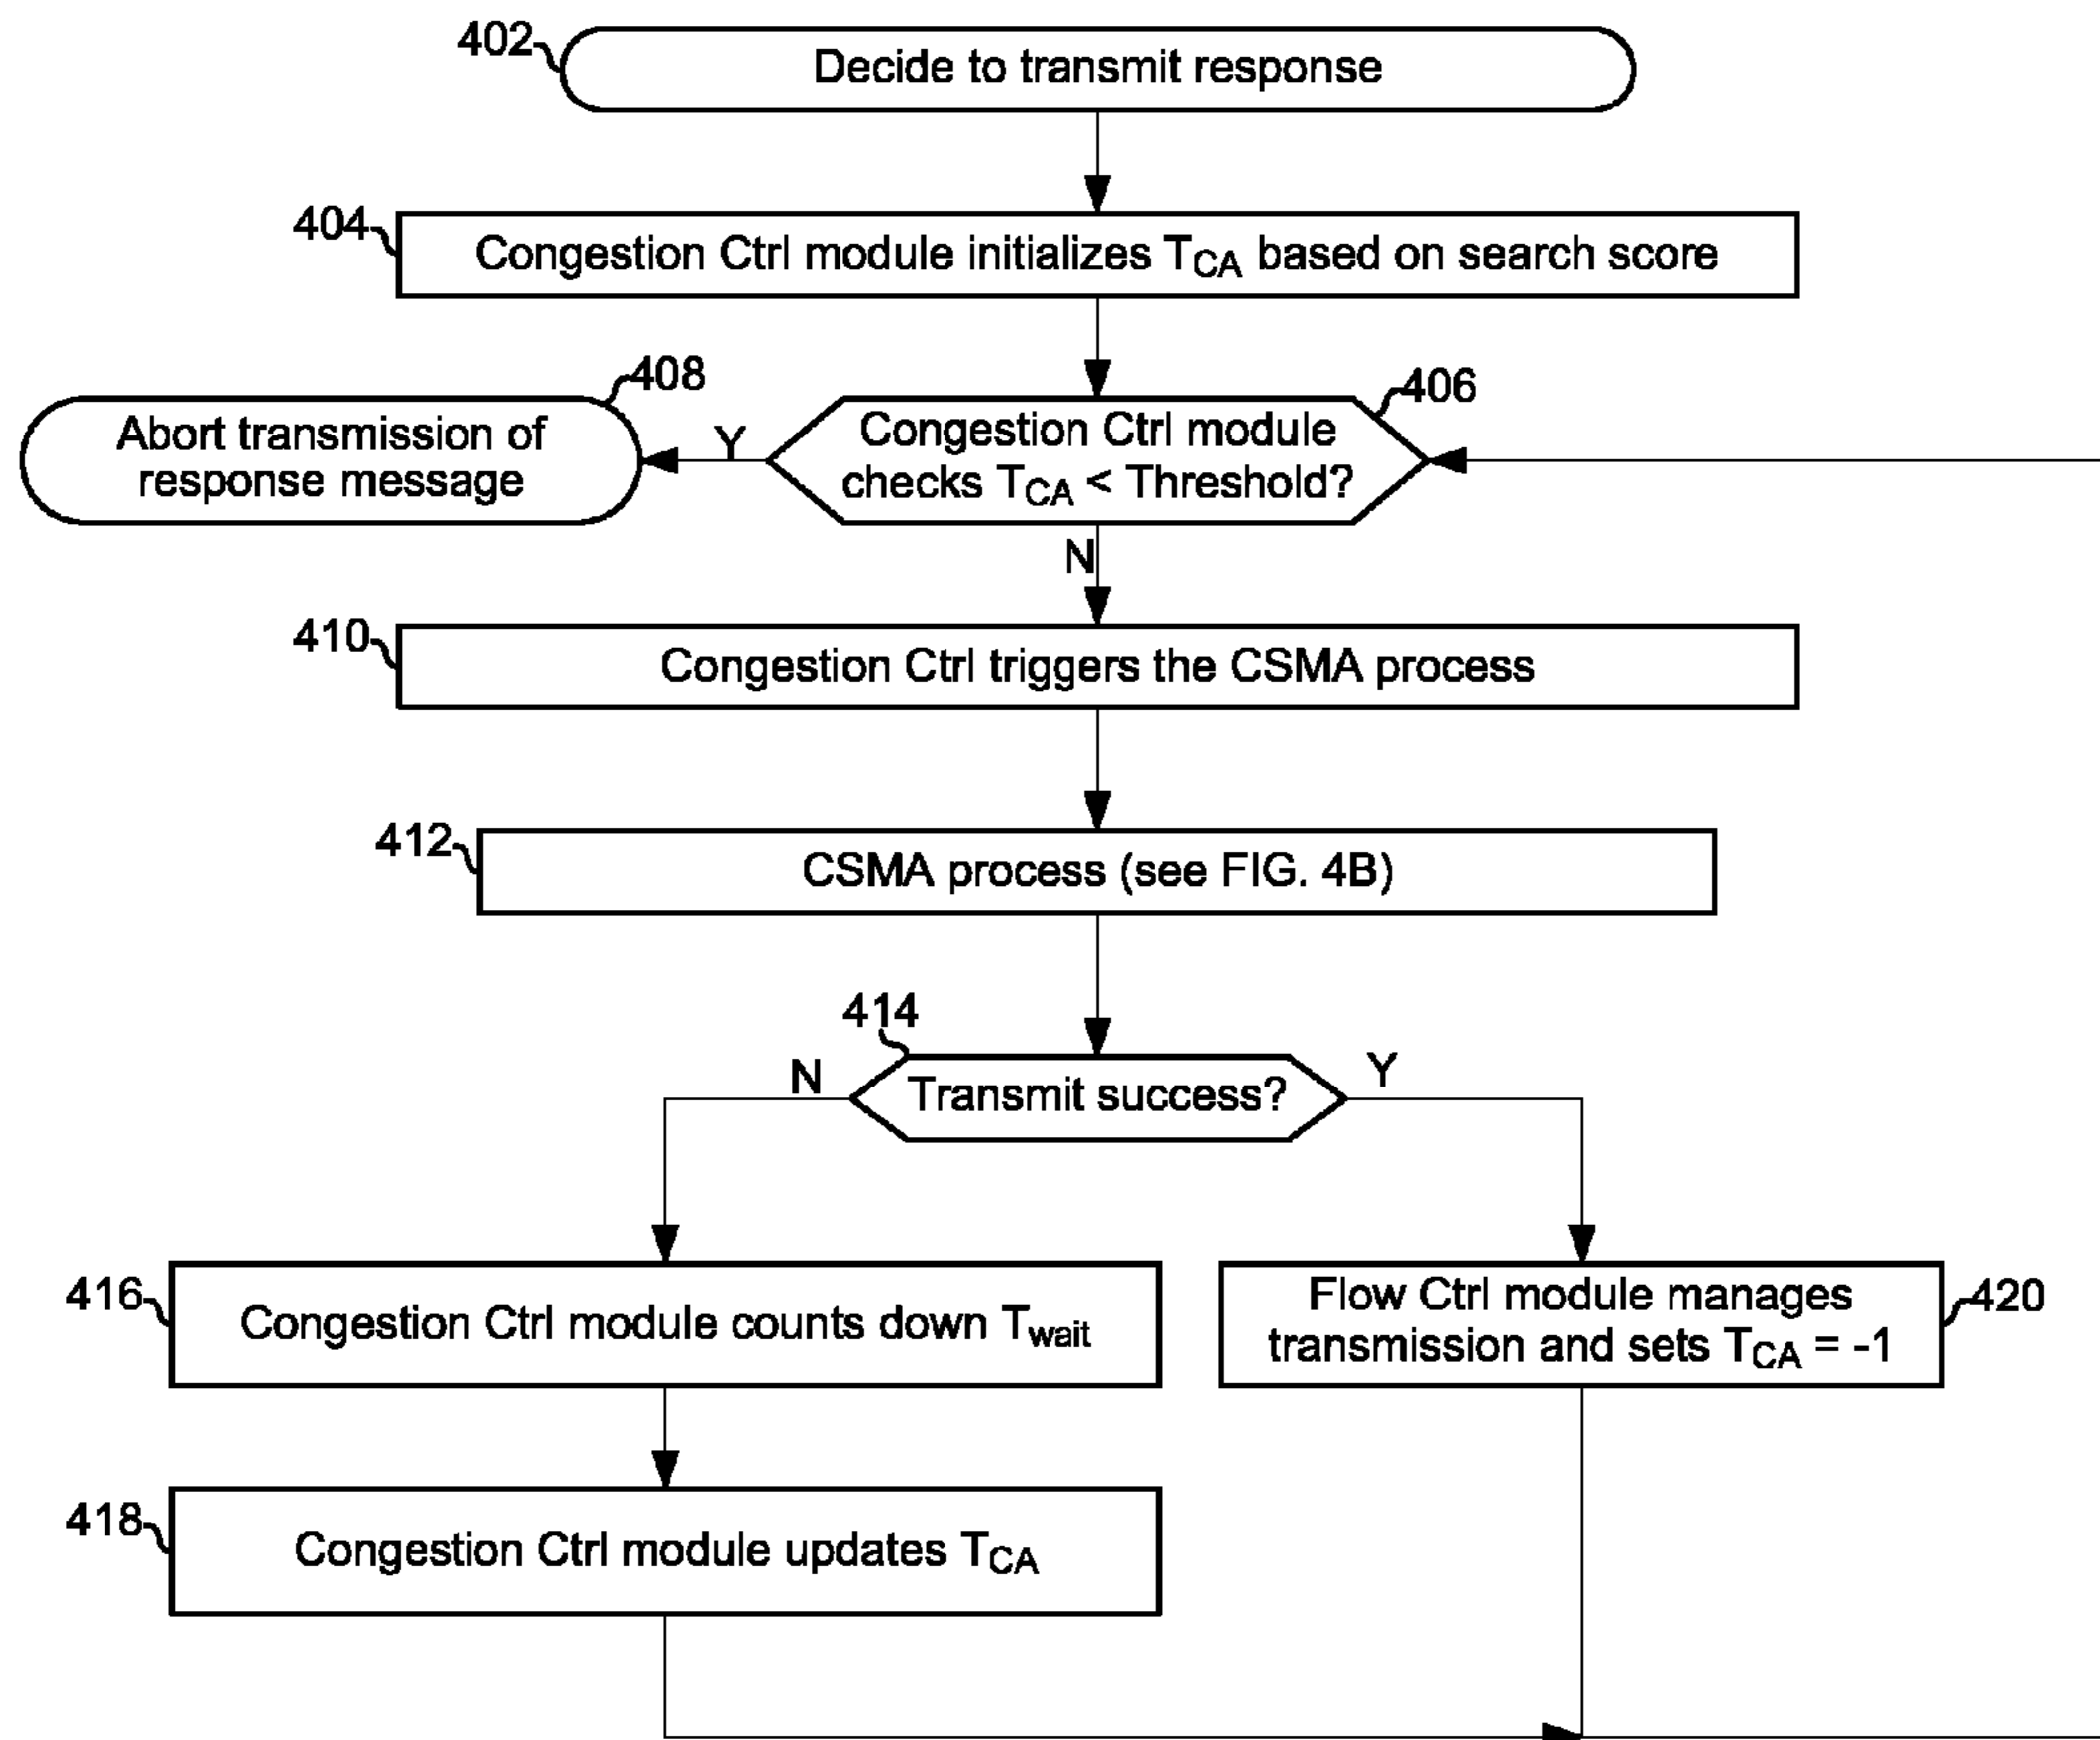 402
Decide to transmit response
404
Congestion Ctrl module initializes TCA based on search score
408
406
Abort transmission of
response message
Y
Congestion Ctrl module
checks TCA < Threshold?
N
410
Congestion Ctrl triggers the CSMA process
412
CSMA process (see FIG. 4B)
414
N
Transmit success?
Y
416
Congestion Ctrl module counts down Twait
Flow Ctrl module manages
transmission and sets TCA = -1
420
418
Congestion Ctrl module updates TCA